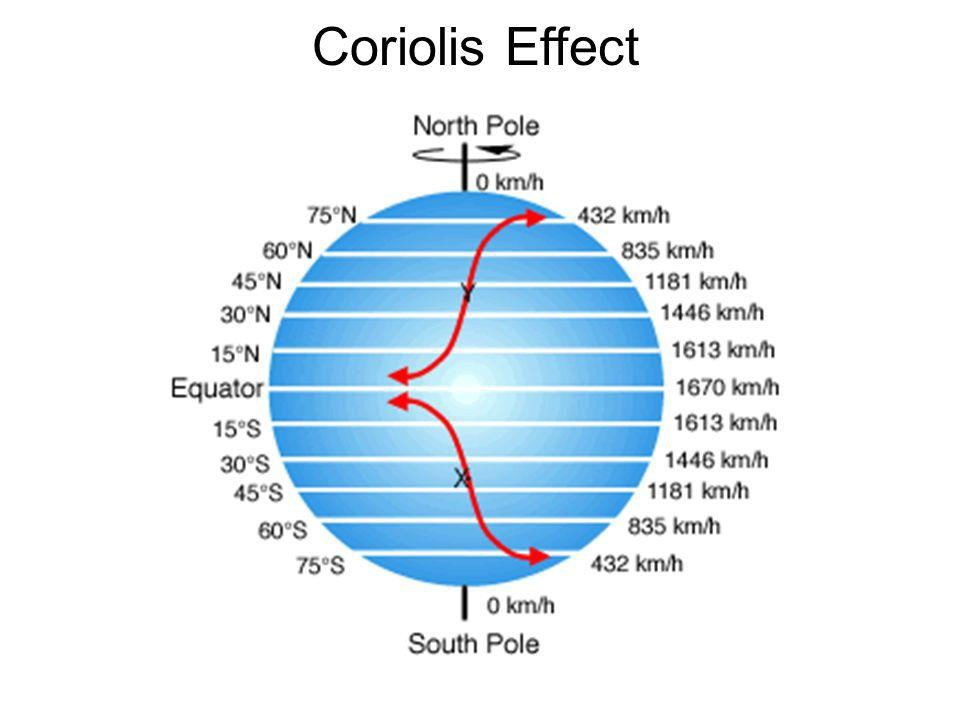 Coriolis Effect
North Pole
0 km/h
75°N 432 km/h
60°N 835 km/h
45°N 1181 km/h
Y
30°N 1446 km/h
15°N 1613 km/h
Equator 1670 km/h
15°S 1613 km/h
30°S 1446 km/h
X
45°S 1181 km/h
60°S 835 km/h
75°S 432 km/h
0 km/h
South Pole